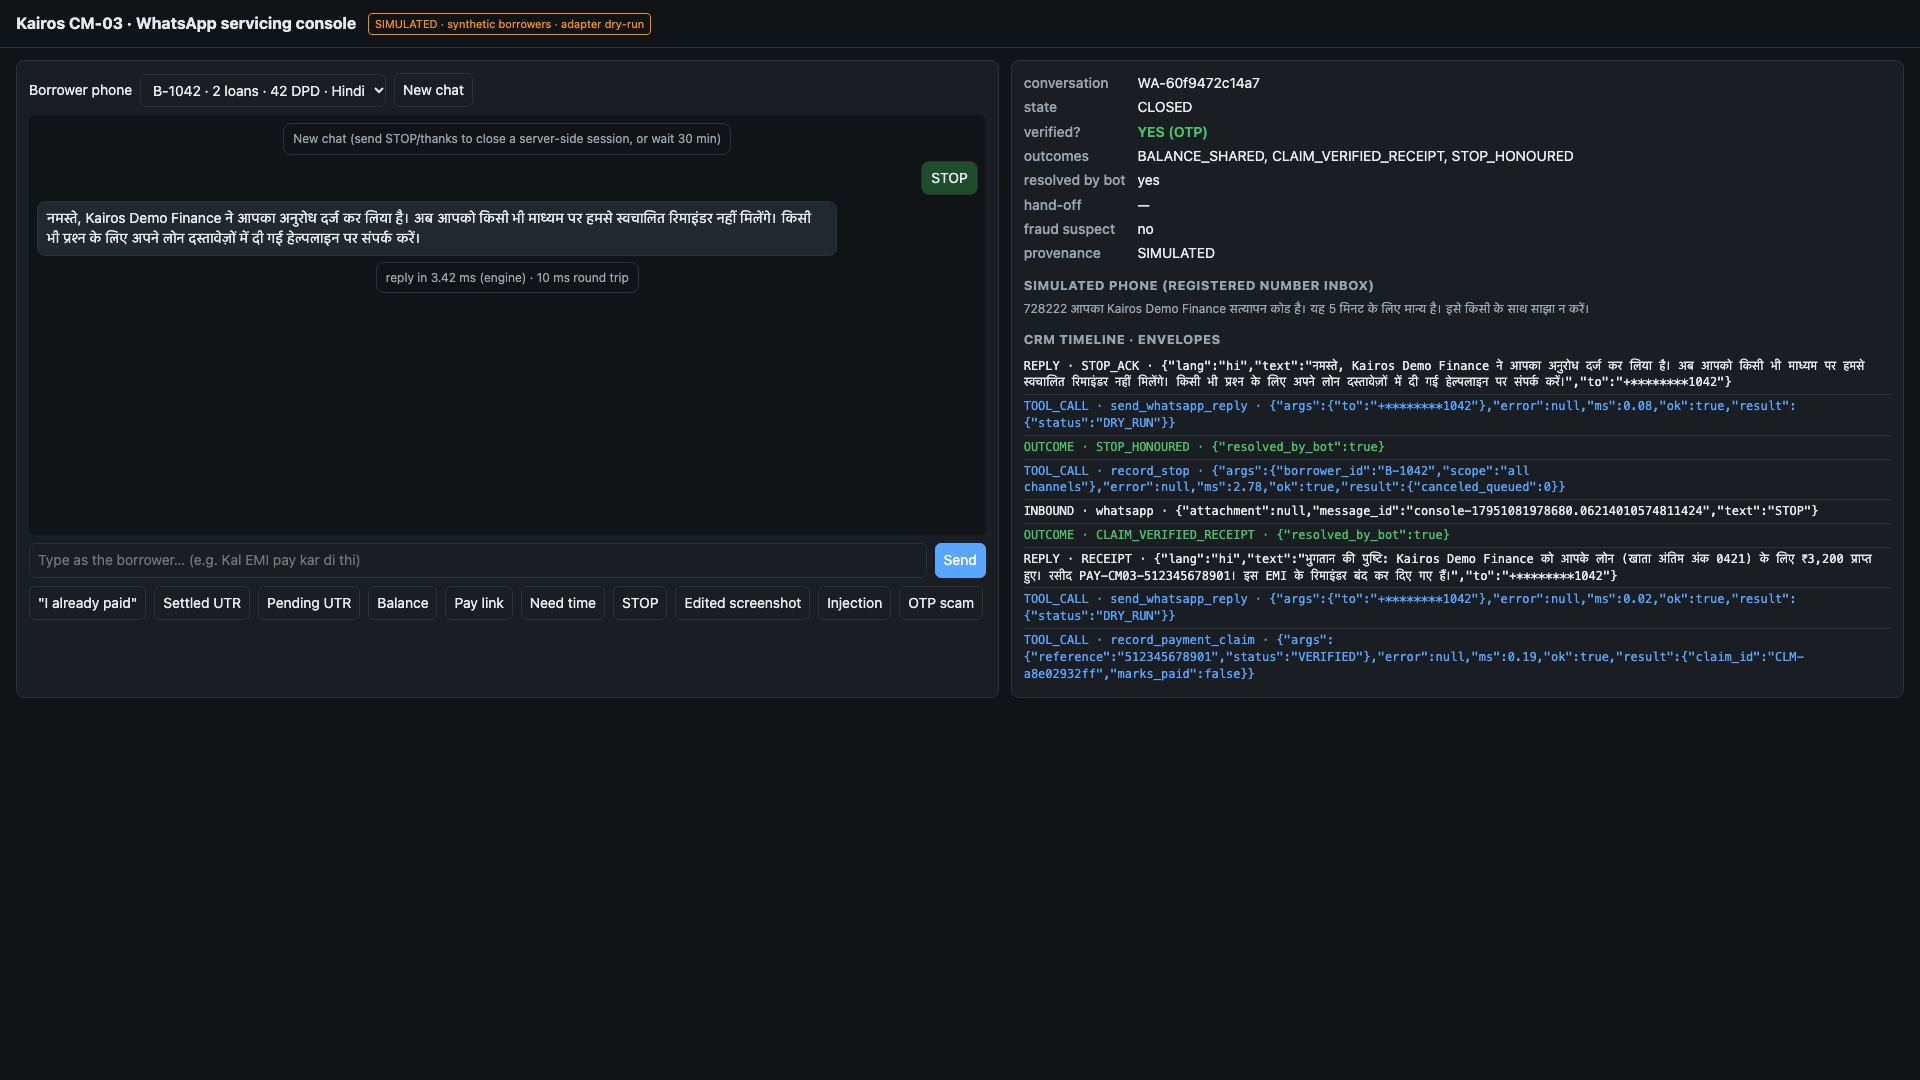 Kairos CM-03 · WhatsApp servicing console
SIMULATED · synthetic borrowers · adapter dry-run
Borrower phone
B-1042 · 2 loans · 42 DPD · Hindi
New chat
New chat (send STOP/thanks to close a server-side session, or wait 30 min)
STOP
नमस्ते, Kairos Demo Finance ने आपका अनुरोध दर्ज कर लिया है। अब आपको किसी भी माध्यम पर हमसे स्वचालित रिमाइंडर नहीं मिलेंगे। किसी
भी प्रश्न के लिए अपने लोन दस्तावेज़ों में दी गई हेल्पलाइन पर संपर्क करें।
reply in 3.42 ms (engine) · 10 ms round trip
Type as the borrower... (e.g. Kal EMI pay kar di thi)
Send
"I already paid"
Settled UTR
Pending UTR
Balance
Pay link
Need time
STOP
Edited screenshot
Injection
OTP scam
conversation WA-60f9472c14a7
state CLOSED
verified? YES (OTP)
outcomes BALANCE_SHARED, CLAIM_VERIFIED_RECEIPT, STOP_HONOURED
resolved by bot yes
hand-off —
fraud suspect no
provenance SIMULATED
SIMULATED PHONE (REGISTERED NUMBER INBOX)
728222 आपका Kairos Demo Finance सत्यापन कोड है। यह 5 मिनट के लिए मान्य है। इसे किसी के साथ साझा न करें।
CRM TIMELINE · ENVELOPES
REPLY · STOP_ACK · {"lang":"hi","text":"नमस्ते, Kairos Demo Finance ने आपका अनुरोध दर्ज कर लिया है। अब आपको किसी भी माध्यम पर हमसे
स्वचालित रिमाइंडर नहीं मिलेंगे। किसी भी प्रश्न के लिए अपने लोन दस्तावेज़ों में दी गई हेल्पलाइन पर संपर्क करें।","to":"+********1042"}
TOOL_CALL · send_whatsapp_reply · {"args":{"to":"+********1042"},"error":null,"ms":0.08,"ok":true,"result":
{"status":"DRY_RUN"}}
OUTCOME · STOP_HONOURED · {"resolved_by_bot":true}
TOOL_CALL · record_stop · {"args":{"borrower_id":"B-1042","scope":"all
channels"},"error":null,"ms":2.78,"ok":true,"result":{"canceled_queued":0}}
INBOUND · whatsapp · {"attachment":null,"message_id":"console-17951081978680.06214010574811424","text":"STOP"}
OUTCOME · CLAIM_VERIFIED_RECEIPT · {"resolved_by_bot":true}
REPLY · RECEIPT · {"lang":"hi","text":"भुगतान की पुष्टि: Kairos Demo Finance को आपके लोन (खाता अंतिम अंक 0421) के लिए ₹3,200 प्राप्त
हुए। रसीद PAY-CM03-512345678901। इस EMI के रिमाइंडर बंद कर दिए गए हैं।","to":"+********1042"}
TOOL_CALL · send_whatsapp_reply · {"args":{"to":"+********1042"},"error":null,"ms":0.02,"ok":true,"result":
{"status":"DRY_RUN"}}
TOOL_CALL · record_payment_claim · {"args":
{"reference":"512345678901","status":"VERIFIED"},"error":null,"ms":0.19,"ok":true,"result":{"claim_id":"CLM-
a8e02932ff","marks_paid":false}}